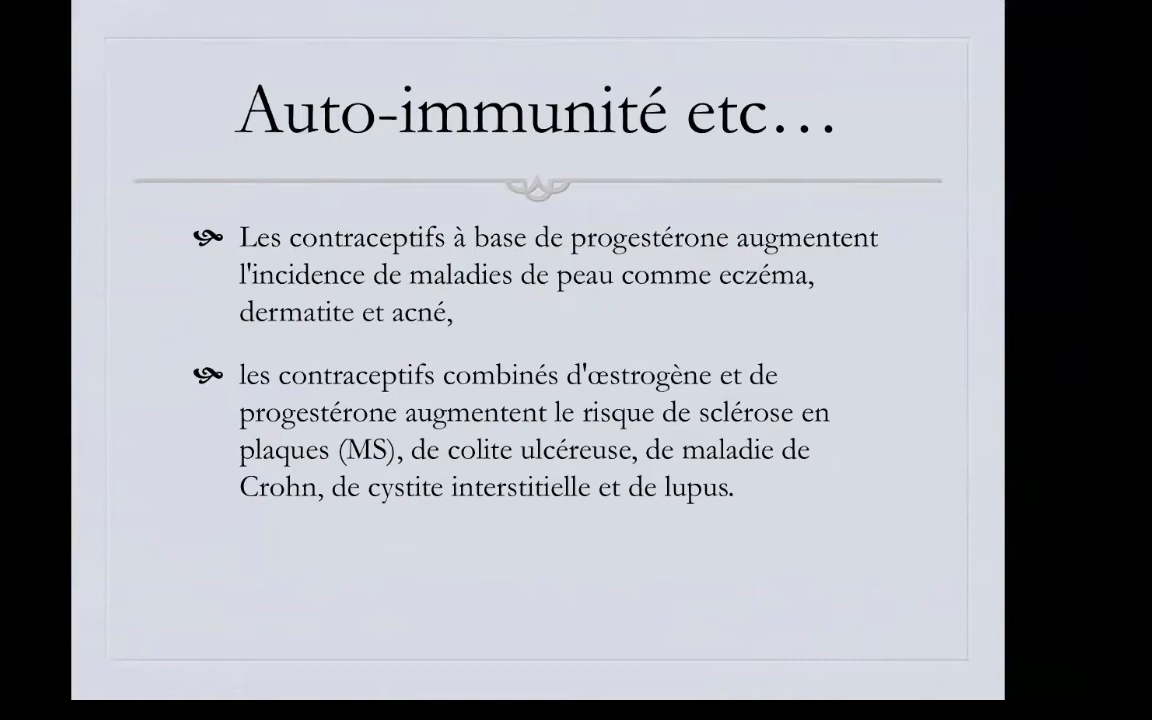 Auto-immunité etc…
Les contraceptifs à base de progestérone augmentent
l'incidence de maladies de peau comme eczéma,
dermatite et acné,
les contraceptifs combinés d'œstrogène et de
progestérone augmentent le risque de sclérose en
plaques (MS), de colite ulcéreuse, de maladie de
Crohn, de cystite interstitielle et de lupus.